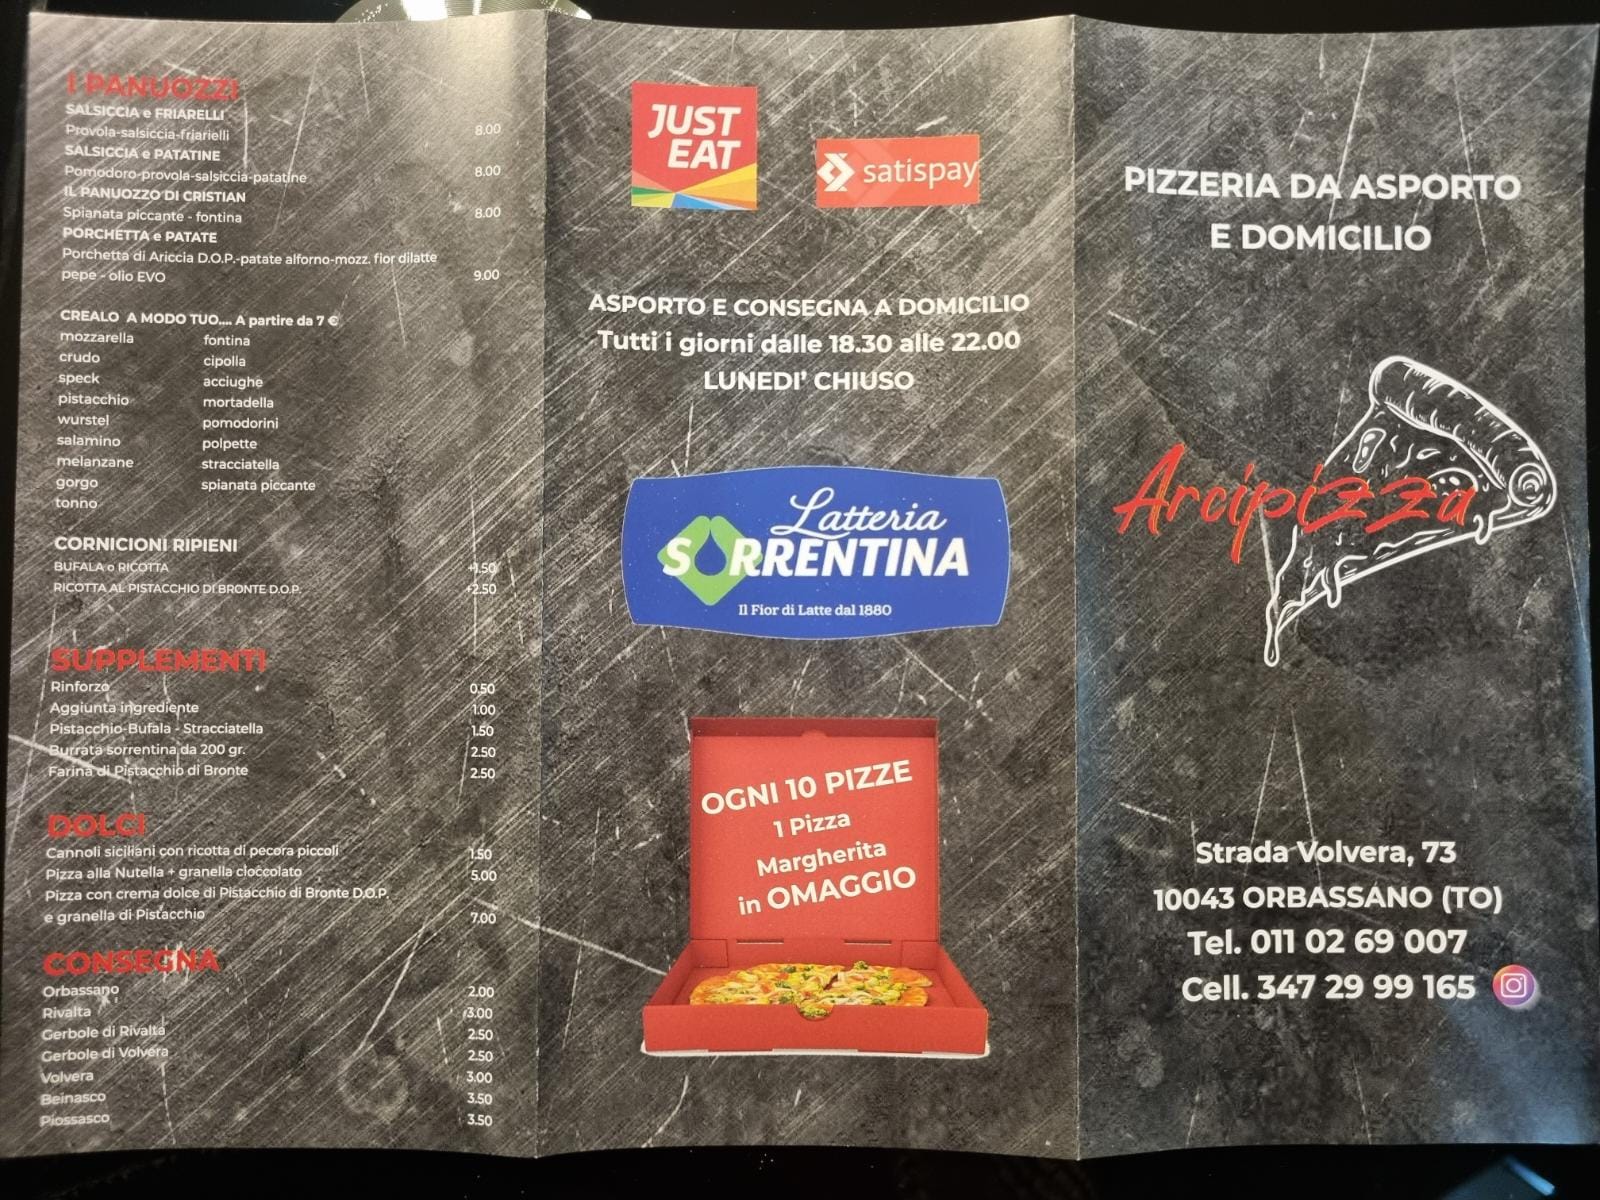 I PANUOZZI
SALSICCIA e FRIARELLI
Provola-salsiccia-friarielli 8.00
SALSICCIA e PATATINE
Pomodoro-provola-salsiccia-patatine 8.00
IL PANUOZZO DI CRISTIAN
Spianata piccante - fontina 8.00
PORCHETTA e PATATE
Porchetta di Ariccia D.O.P.-patate alforno-mozz. fior dilatte
pepe - olio EVO 9.00
CREALO A MODO TUO.... A partire da 7 €
mozzarella fontina
crudo cipolla
speck acciughe
pistacchio mortadella
wurstel pomodorini
salamino polpette
melanzane stracciatella
gorgo spianata piccante
tonno
CORNICIONI RIPIENI
BUFALA o RICOTTA +1.50
RICOTTA AL PISTACCHIO DI BRONTE D.O.P. +2.50
SUPPLEMENTI
Rinforzo 0.50
Aggiunta ingrediente 1.00
Pistacchio-Bufala - Stracciatella 1.50
Burrata sorrentina da 200 gr. 2.50
Farina di Pistacchio di Bronte 2.50
DOLCI
Cannoli siciliani con ricotta di pecora piccoli 1.50
Pizza alla Nutella + granella cioccolato 5.00
Pizza con crema dolce di Pistacchio di Bronte D.O.P.
e granella di Pistacchio 7.00
CONSEGNA
Orbassano 2.00
Rivalta 3.00
Gerbole di Rivalta 2.50
Gerbole di Volvera 2.50
Volvera 3.00
Beinasco 3.50
Piossasco 3.50
JUST
EAT
satispay
ASPORTO E CONSEGNA A DOMICILIO
Tutti i giorni dalle 18.30 alle 22.00
LUNEDI' CHIUSO
Latteria
SORRENTINA
Il Fior di Latte dal 1880
OGNI 10 PIZZE
1 Pizza
Margherita
in OMAGGIO
PIZZERIA DA ASPORTO
E DOMICILIO
Arcipizza
Strada Volvera, 73
10043 ORBASSANO (TO)
Tel. 011 02 69 007
Cell. 347 29 99 165